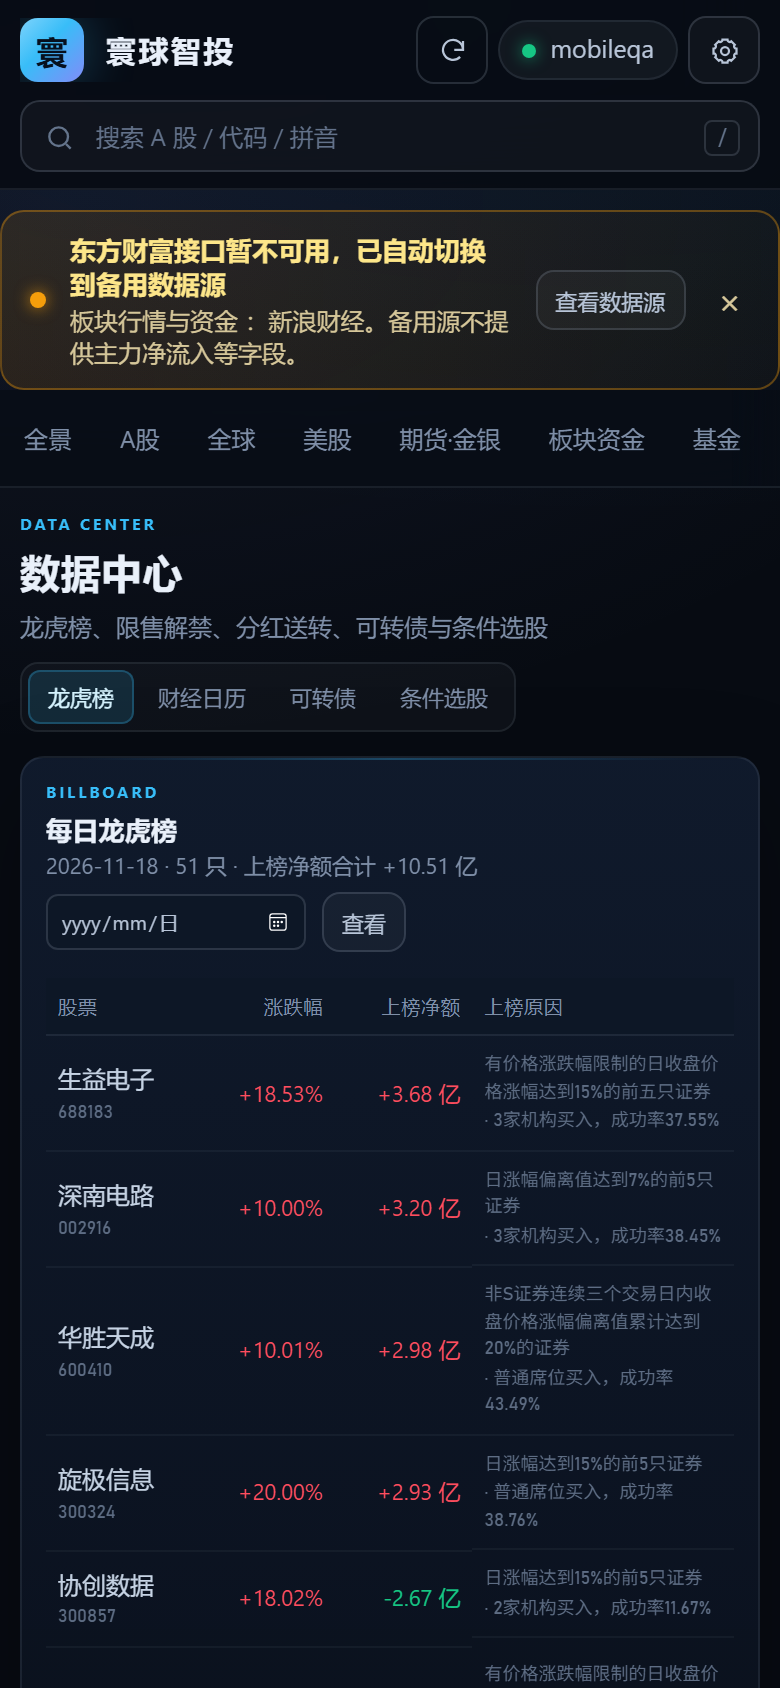 寰 寰球智投 mobileqa
搜索 A 股 / 代码 / 拼音 /
东方财富接口暂不可用，已自动切换
到备用数据源
板块行情与资金 ：新浪财经。备用源不提
供主力净流入等字段。
查看数据源 ×
全景 A股 全球 美股 期货·金银 板块资金 基金
DATA CENTER
数据中心
龙虎榜、限售解禁、分红送转、可转债与条件选股
龙虎榜 财经日历 可转债 条件选股
BILLBOARD
每日龙虎榜
2026-11-18 · 51 只 · 上榜净额合计 +10.51 亿
yyyy/mm/日 查看
股票 涨跌幅 上榜净额 上榜原因
生益电子
688183
+18.53% +3.68 亿
有价格涨跌幅限制的日收盘价
格涨幅达到15%的前五只证券
· 3家机构买入，成功率37.55%
深南电路
002916
+10.00% +3.20 亿
日涨幅偏离值达到7%的前5只
证券
· 3家机构买入，成功率38.45%
华胜天成
600410
+10.01% +2.98 亿
非S证券连续三个交易日内收
盘价格涨幅偏离值累计达到
20%的证券
· 普通席位买入，成功率
43.49%
旋极信息
300324
+20.00% +2.93 亿
日涨幅达到15%的前5只证券
· 普通席位买入，成功率
38.76%
协创数据
300857
+18.02% -2.67 亿
日涨幅达到15%的前5只证券
· 2家机构买入，成功率11.67%
有价格涨跌幅限制的日收盘价